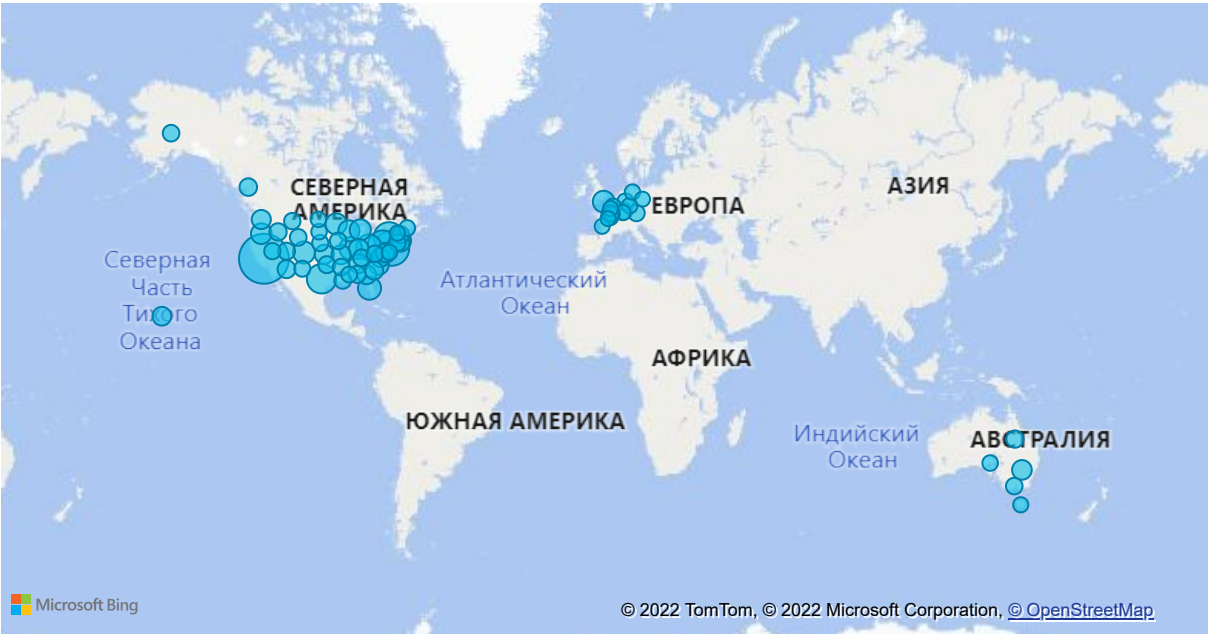 СЕВЕРНАЯ
АМЕРИКА
АЗИЯ
ЕВРОПА
Северная
Часть
Тихого
Океана
Атлантический
Океан
АФРИКА
ЮЖНАЯ АМЕРИКА
Индийский
Океан
АВСТРАЛИЯ
Microsoft Bing
© 2022 TomTom, © 2022 Microsoft Corporation, © OpenStreetMap